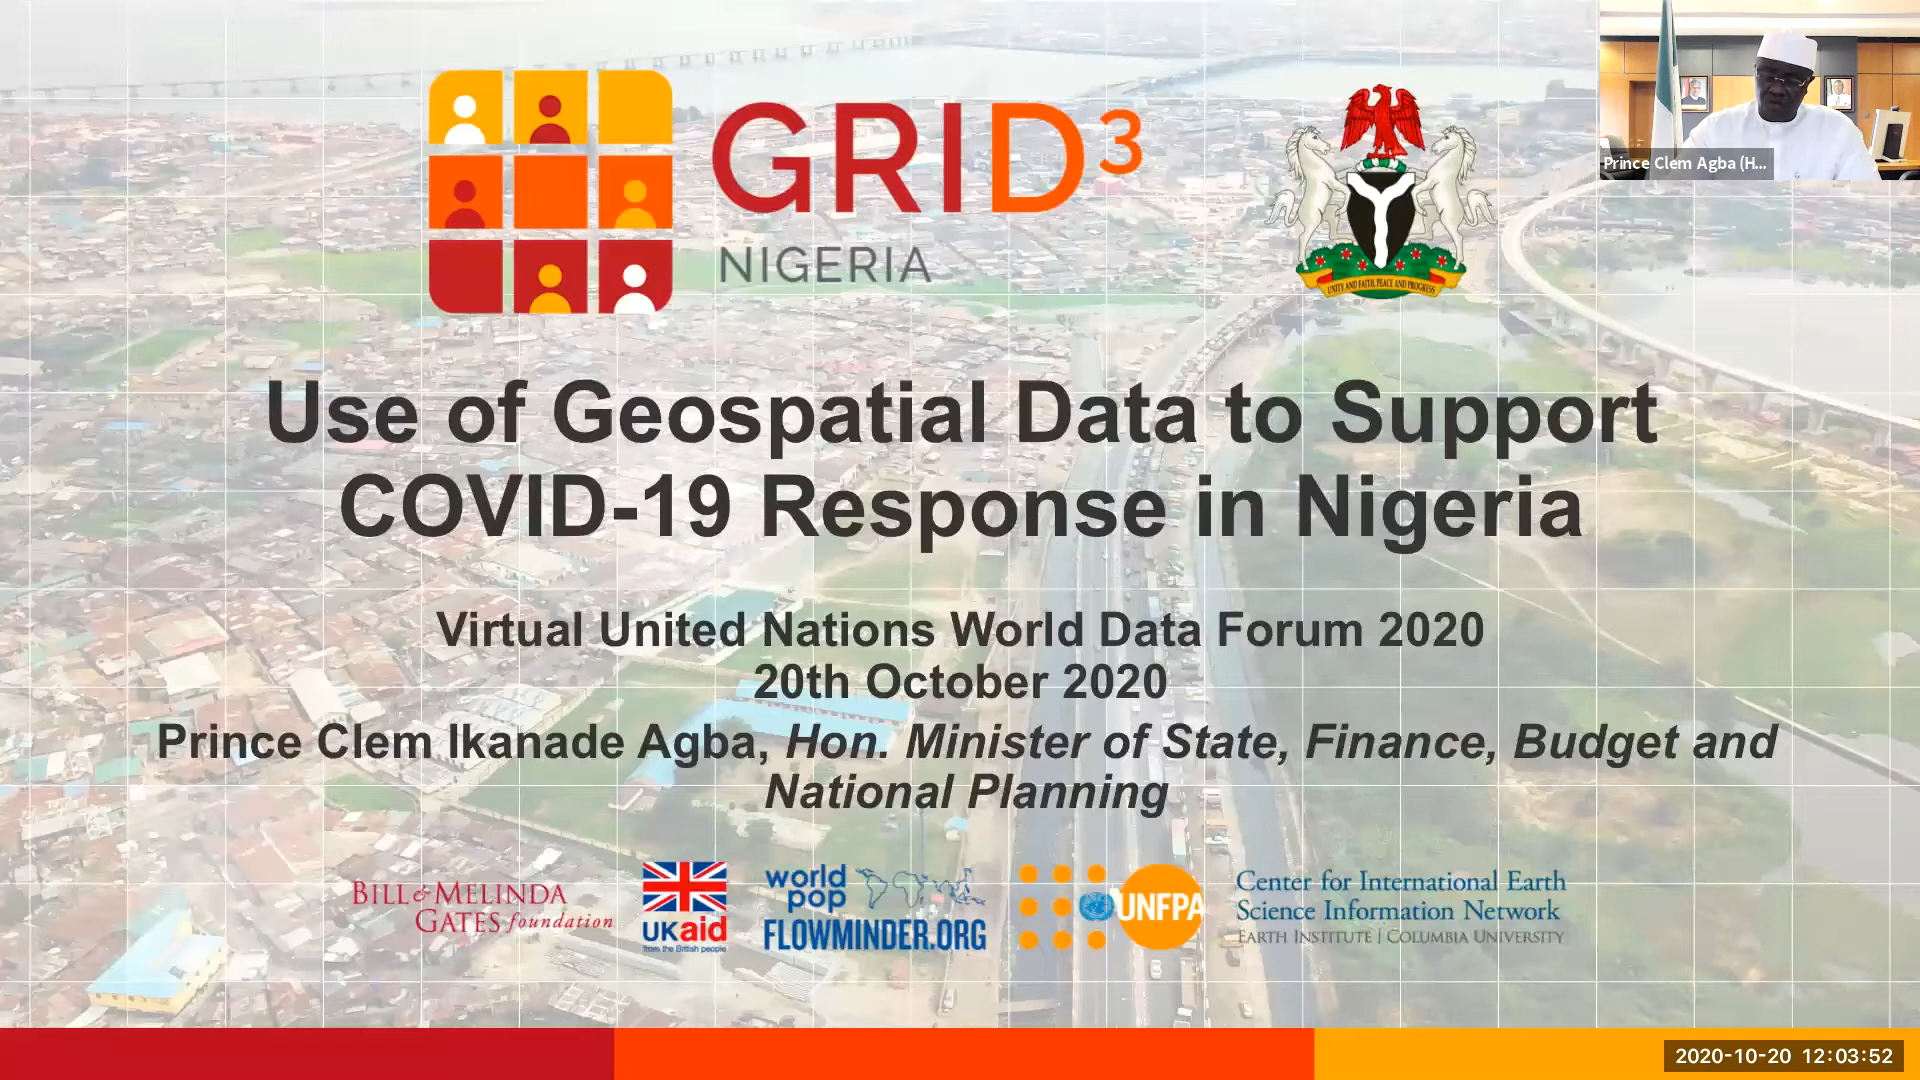 GRID³
NIGERIA
UNITY AND FAITH, PEACE AND PROGRESS
Prince Clem Agba (H...
Use of Geospatial Data to Support
COVID-19 Response in Nigeria
Virtual United Nations World Data Forum 2020
20th October 2020
Prince Clem Ikanade Agba, Hon. Minister of State, Finance, Budget and
National Planning
BILL & MELINDA
GATES foundation
UKaid
from the British people
world
pop
FLOWMINDER.ORG
UNFPA
Center for International Earth
Science Information Network
EARTH INSTITUTE | COLUMBIA UNIVERSITY
2020-10-20 12:03:52